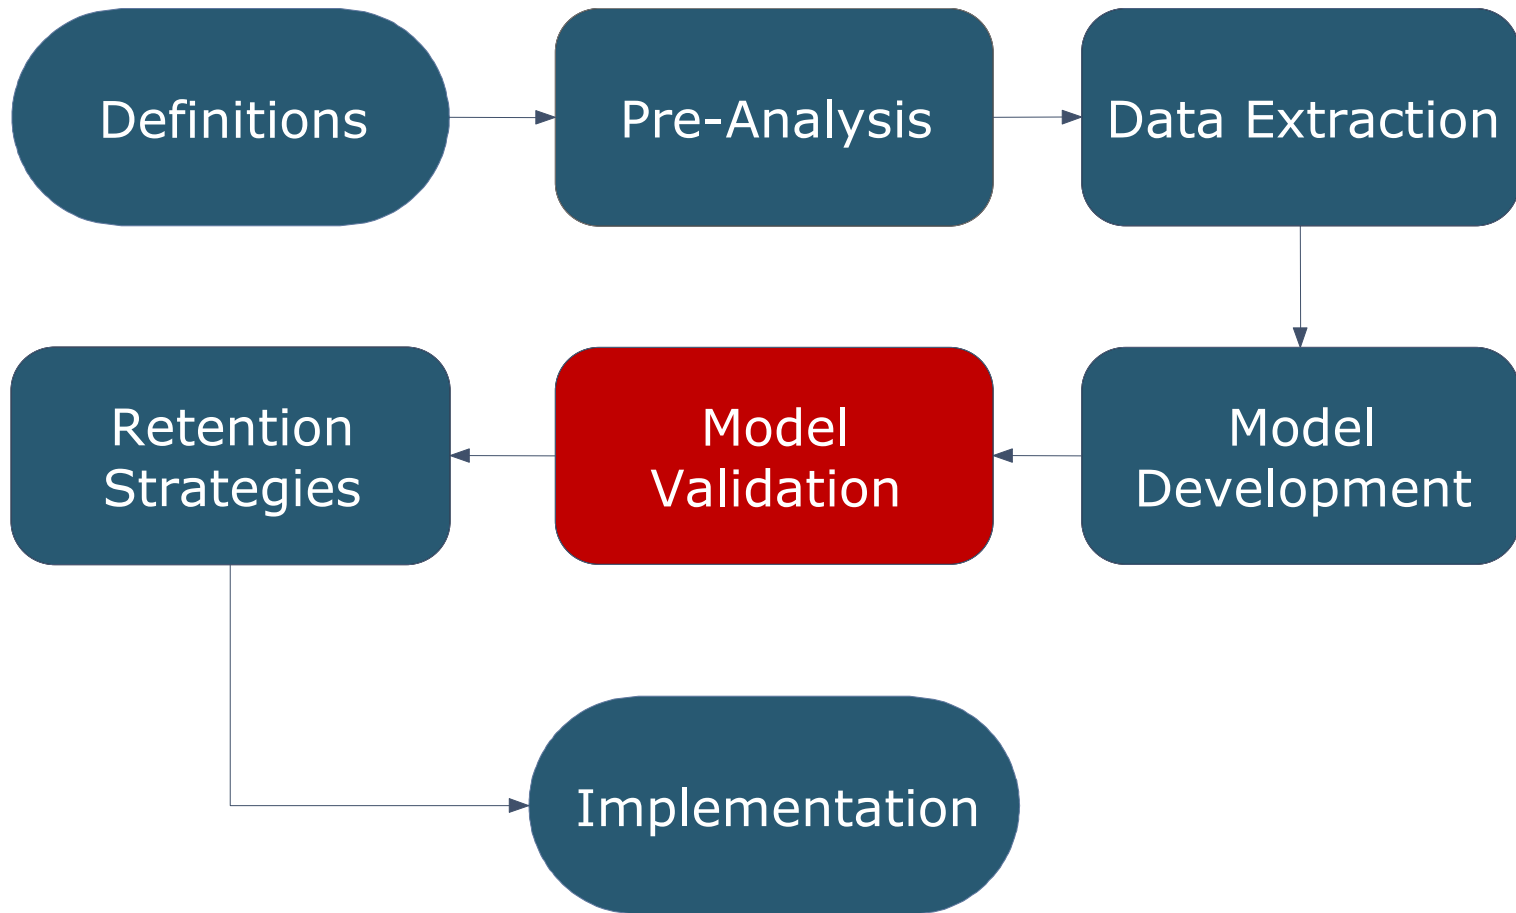 Definitions
Pre-Analysis
Data Extraction
Retention
Strategies
Model
Validation
Model
Development
Implementation